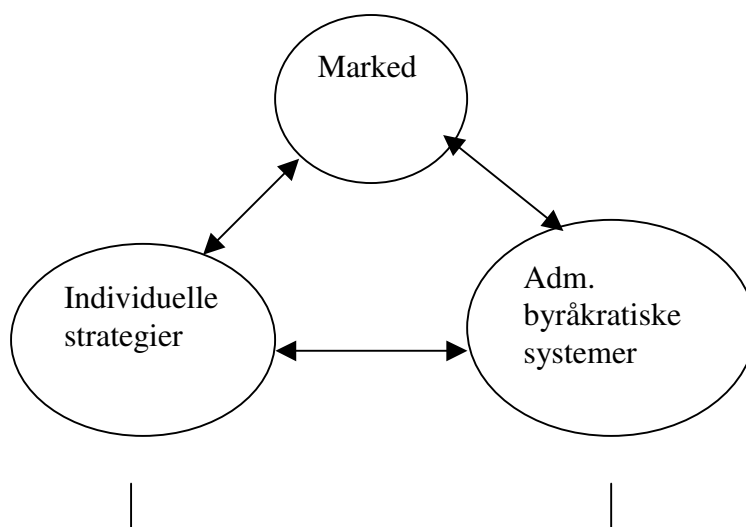 Marked
Individuelle
strategier
Adm.
byråkratiske
systemer